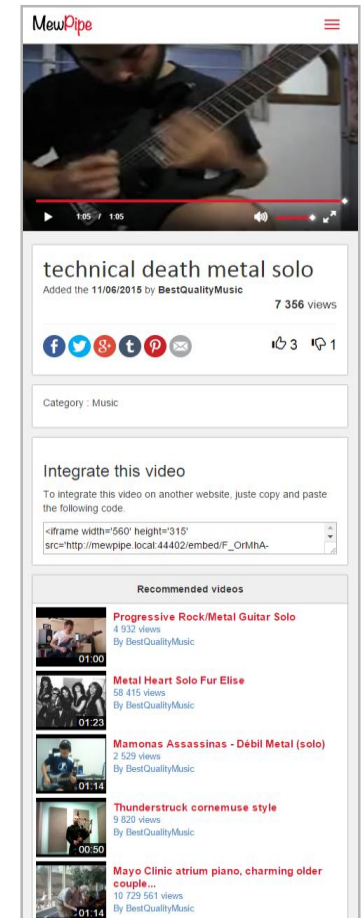 MewPipe
1:05 / 1:05
technical death metal solo
Added the 11/06/2015 by BestQualityMusic
7 356 views
3 1
Category : Music
Integrate this video
To integrate this video on another website, juste copy and paste
the following code.
<iframe width='560' height='315'
src='http://mewpipe.local:44402/embed/F_OrMhA-
Recommended videos
Progressive Rock/Metal Guitar Solo
4 932 views
By BestQualityMusic
01:00
Metal Heart Solo Fur Elise
58 415 views
By BestQualityMusic
01:23
Mamonas Assassinas - Débil Metal (solo)
2 529 views
By BestQualityMusic
01:14
Thunderstruck cornemuse style
9 820 views
By BestQualityMusic
00:50
Mayo Clinic atrium piano, charming older
couple...
10 729 561 views
By BestQualityMusic
01:14